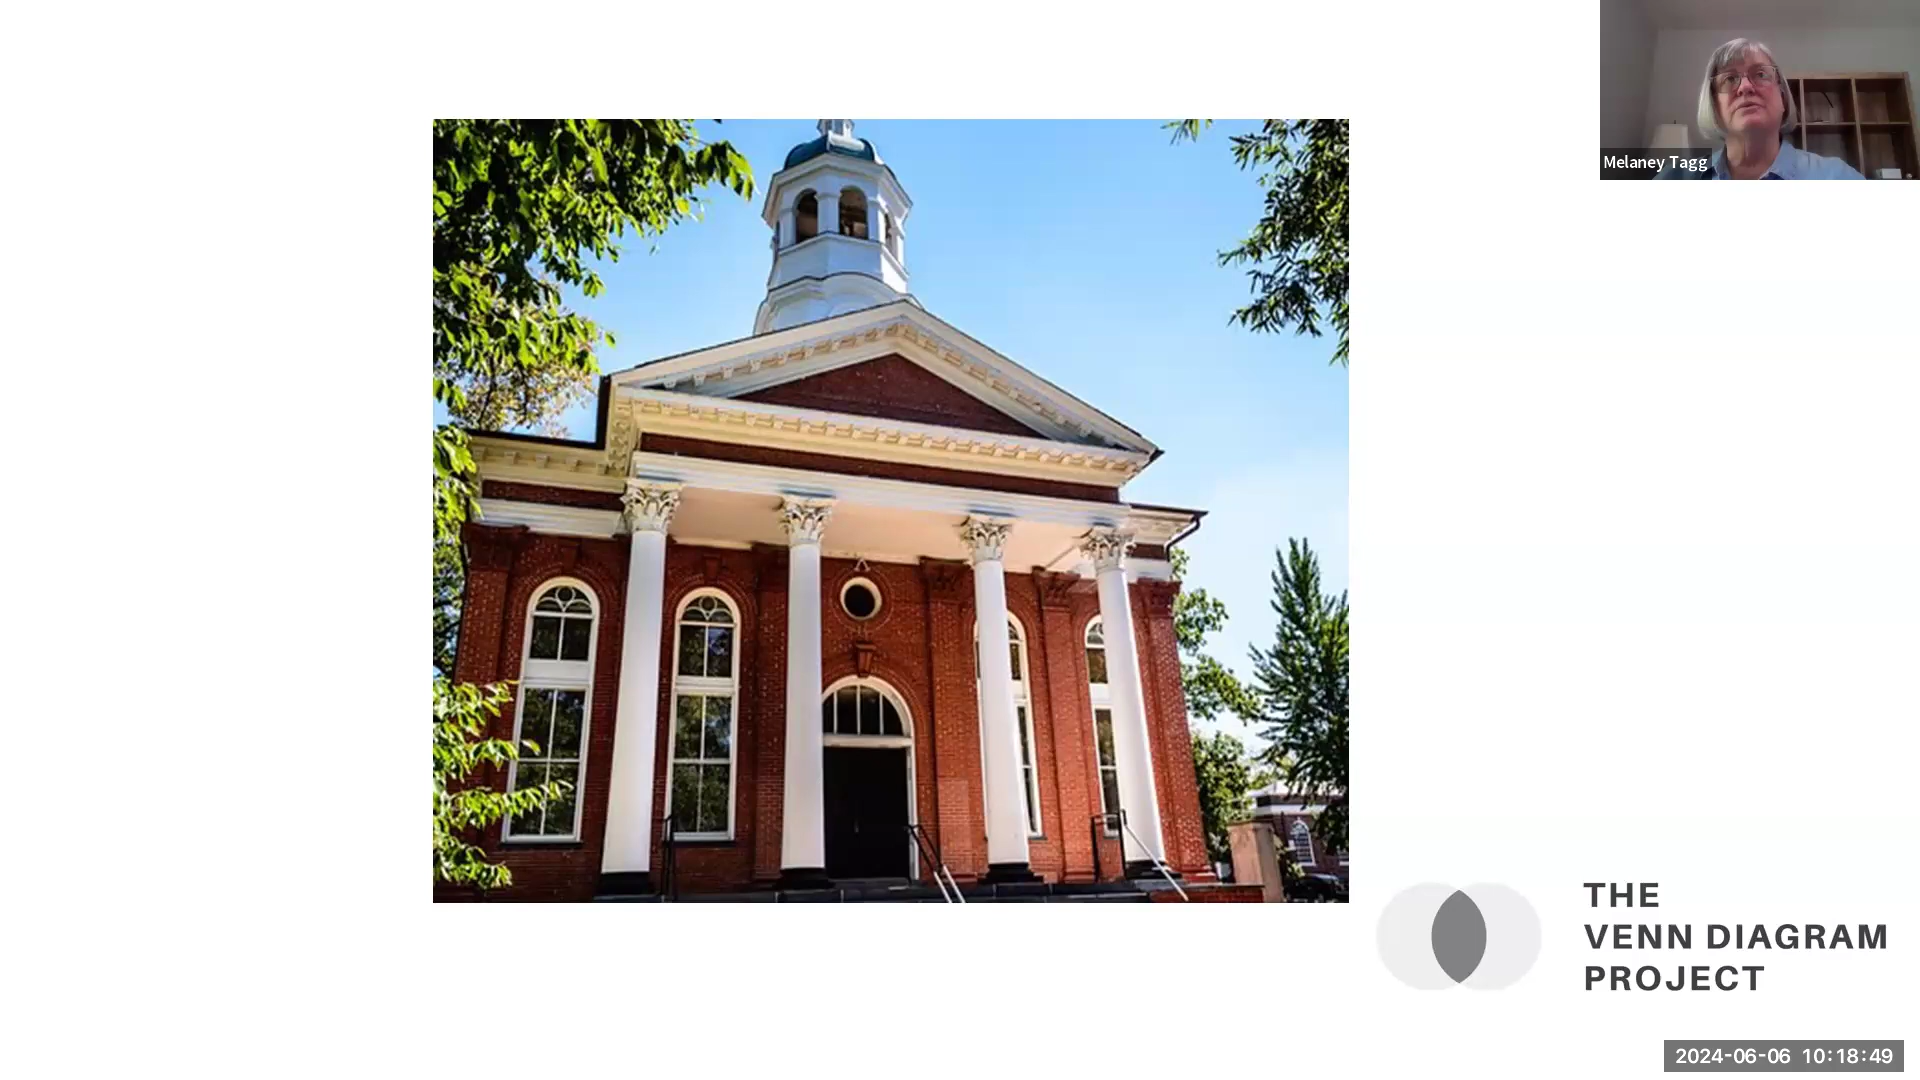 Melaney Tagg
THE
VENN DIAGRAM
PROJECT
2024-06-06 10:18:49